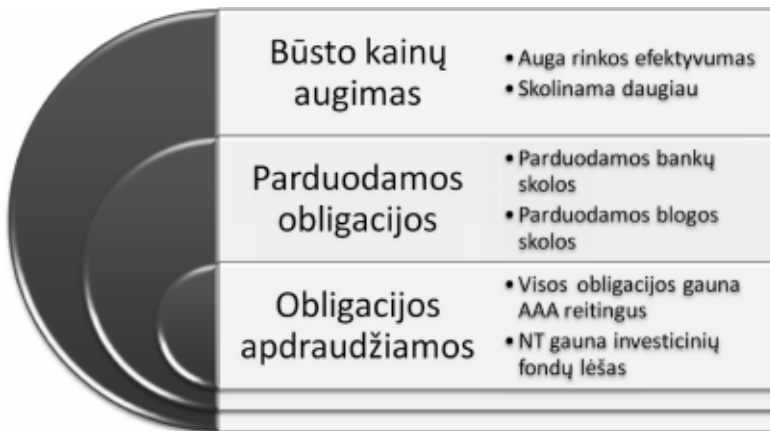 Būsto kainų
augimas
• Auga rinkos efektyvumas
• Skolinama daugiau
Parduodamos
obligacijos
• Parduodamos bankų
skolos
• Parduodamos blogos
skolos
Obligacijos
apdraudžiamos
• Visos obligacijos gauna
AAA reitingus
• NT gauna investicinių
fondų lėšas